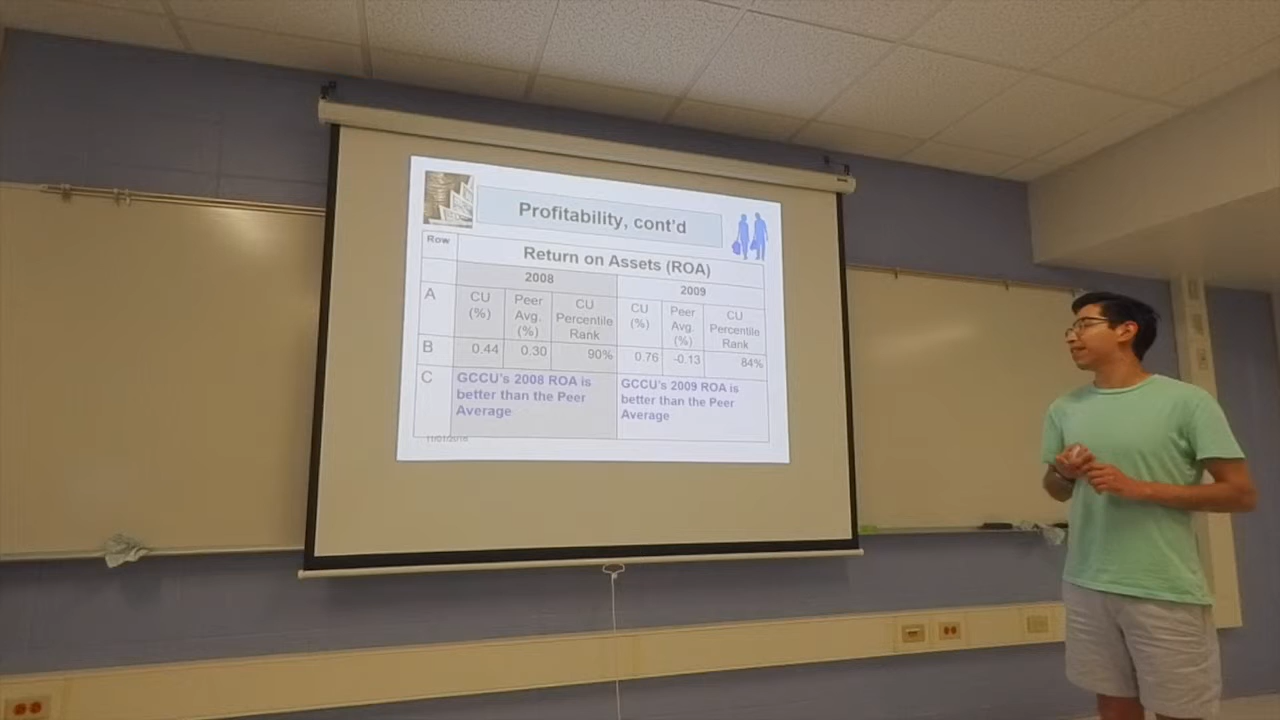 Profitability, cont'd
Row
Return on Assets (ROA)
2008
2009
A
CU
(%)
Peer
Avg.
(%)
CU
Percentile
Rank
CU
(%)
Peer
Avg.
(%)
CU
Percentile
Rank
B
0.44
0.30
90%
0.76
-0.13
84%
C
GCCU's 2008 ROA is
better than the Peer
Average
GCCU's 2009 ROA is
better than the Peer
Average